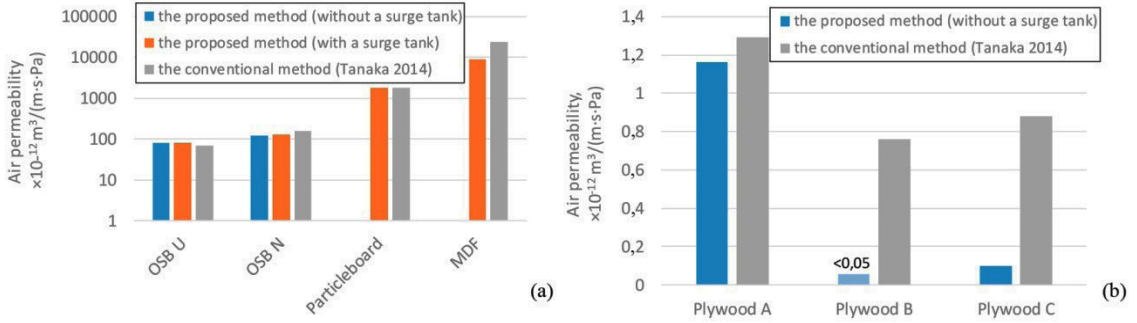 100000
10000
1000
100
10
1
Air permeability
×10⁻¹² m³/(m·s·Pa)
the proposed method (without a surge tank)
the proposed method (with a surge tank)
the conventional method (Tanaka 2014)
OSB U
OSB N
Particleboard
MDF
(a)
1,4
1,2
1
0,8
0,6
0,4
0,2
0
Air permeability,
×10⁻¹² m³/(m·s·Pa)
the proposed method (without a surge tank)
the conventional method (Tanaka 2014)
<0,05
Plywood A
Plywood B
Plywood C
(b)